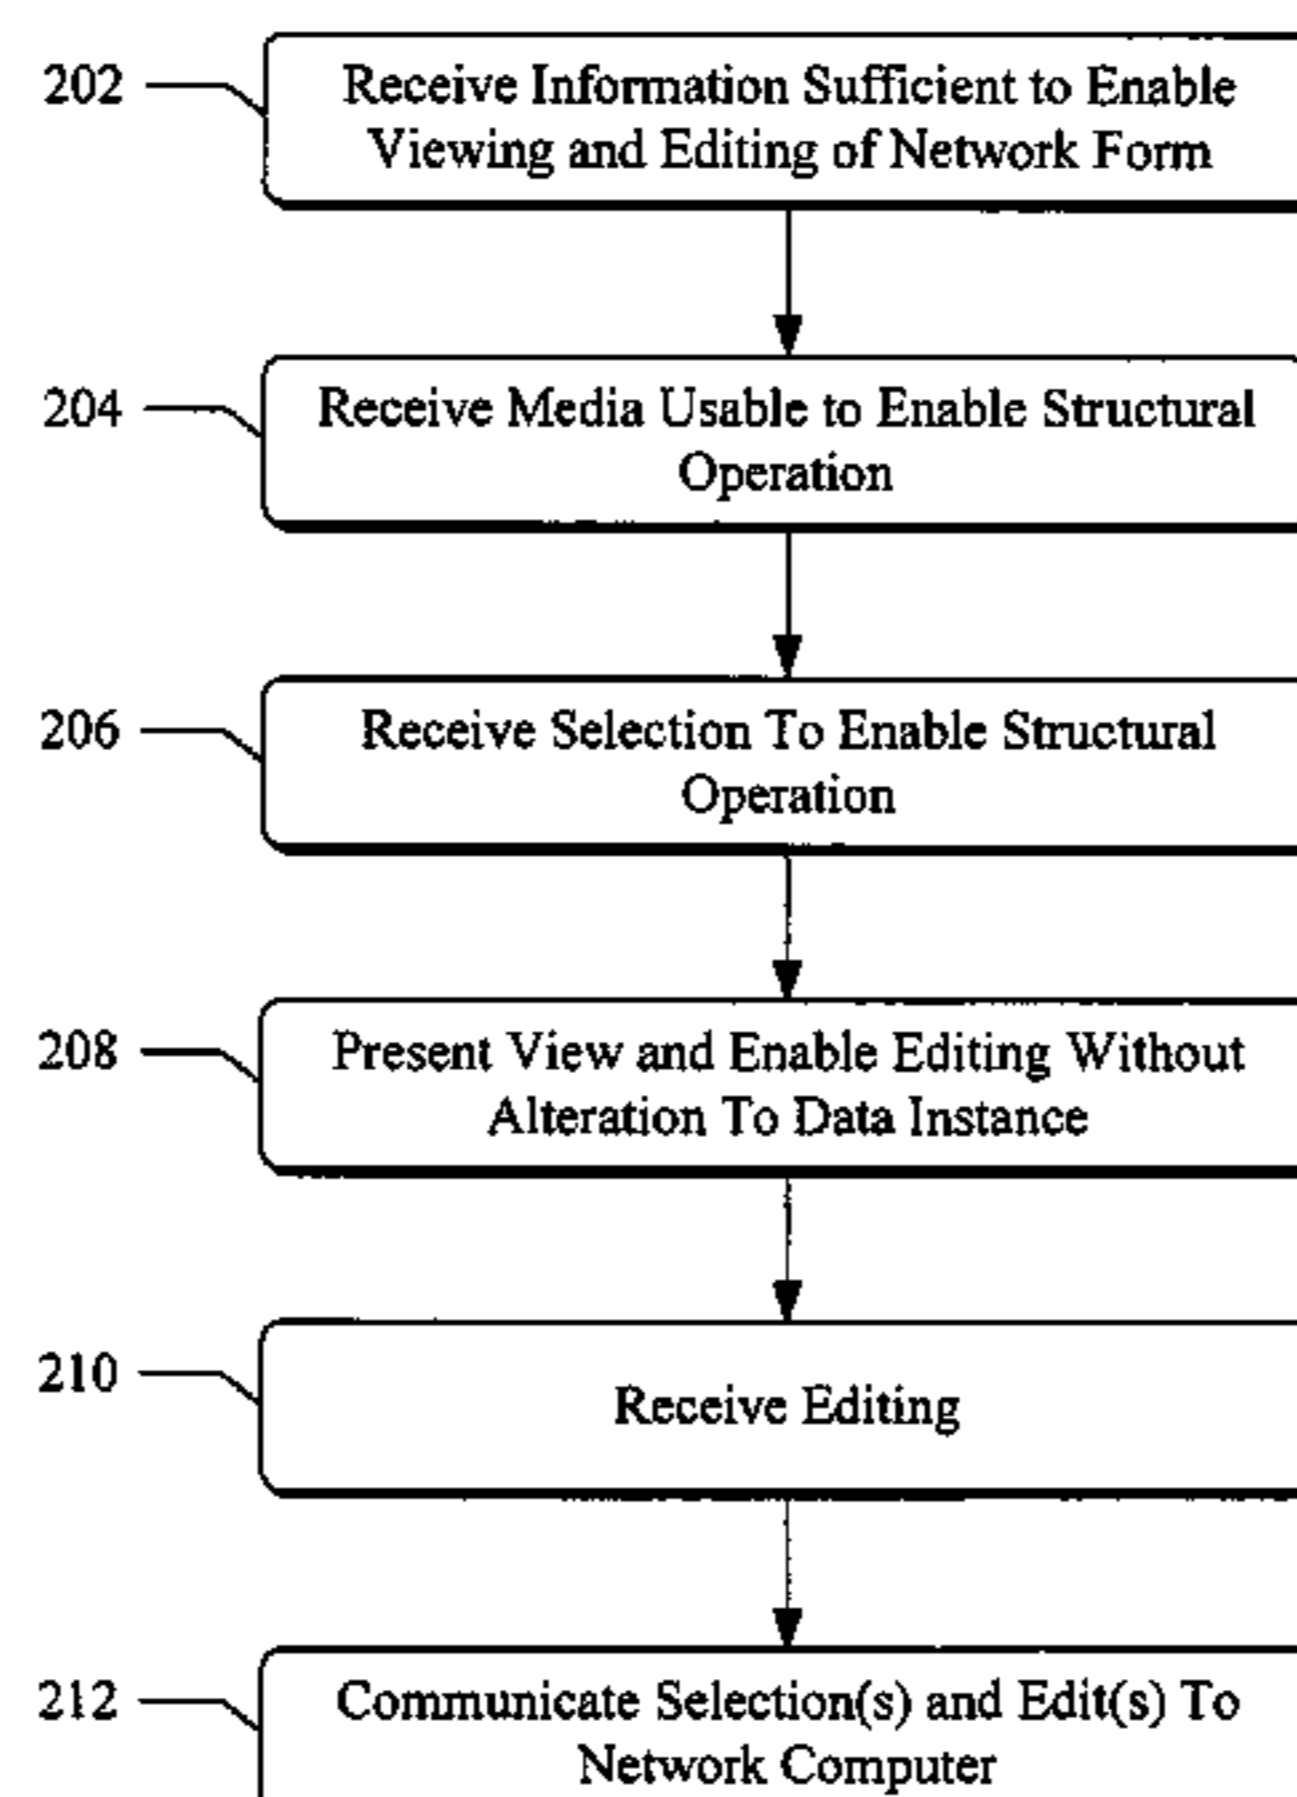 202
Receive Information Sufficient to Enable
Viewing and Editing of Network Form
204
Receive Media Usable to Enable Structural
Operation
206
Receive Selection To Enable Structural
Operation
208
Present View and Enable Editing Without
Alteration To Data Instance
210
Receive Editing
212
Communicate Selection(s) and Edit(s) To
Network Computer